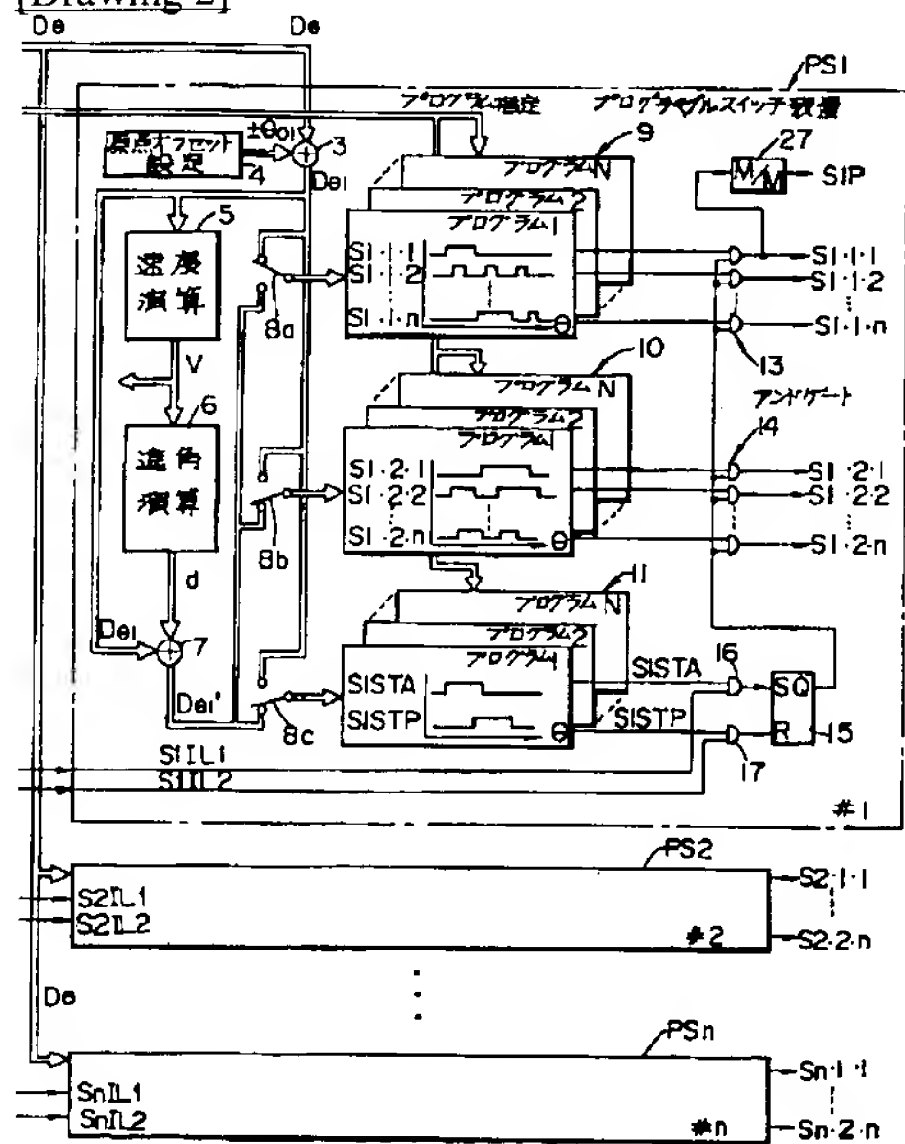 [Drawing 2]
Dθ
Dθ
PS1
プログラム指定
プログラマブルスイッチ装置
原点オフセット
設定
4
±θ01
3
Dθ1
9
プログラムN
プログラム2
プログラム1
S1・1・1
S1・1・2
S1・1・n
θ
27
M/M
S1P
S1・1・1
S1・1・2
S1・1・n
13
5
速度
演算
V
8a
10
プログラムN
プログラム2
プログラム1
S1・2・1
S1・2・2
S1・2・n
θ
アンドゲート
14
S1・2・1
S1・2・2
S1・2・n
6
進角
演算
d
8b
Dθ1
7
Dθ1'
8c
11
プログラムN
プログラム2
プログラム1
S1STA
S1STP
θ
S1STA
S1STP
16
17
S Q
R
15
S1IL1
S1IL2
#1
PS2
S2IL1
S2IL2
#2
S2・1・1
S2・2・n
Dθ
PSn
SnIL1
SnIL2
#n
Sn・1・1
Sn・2・n